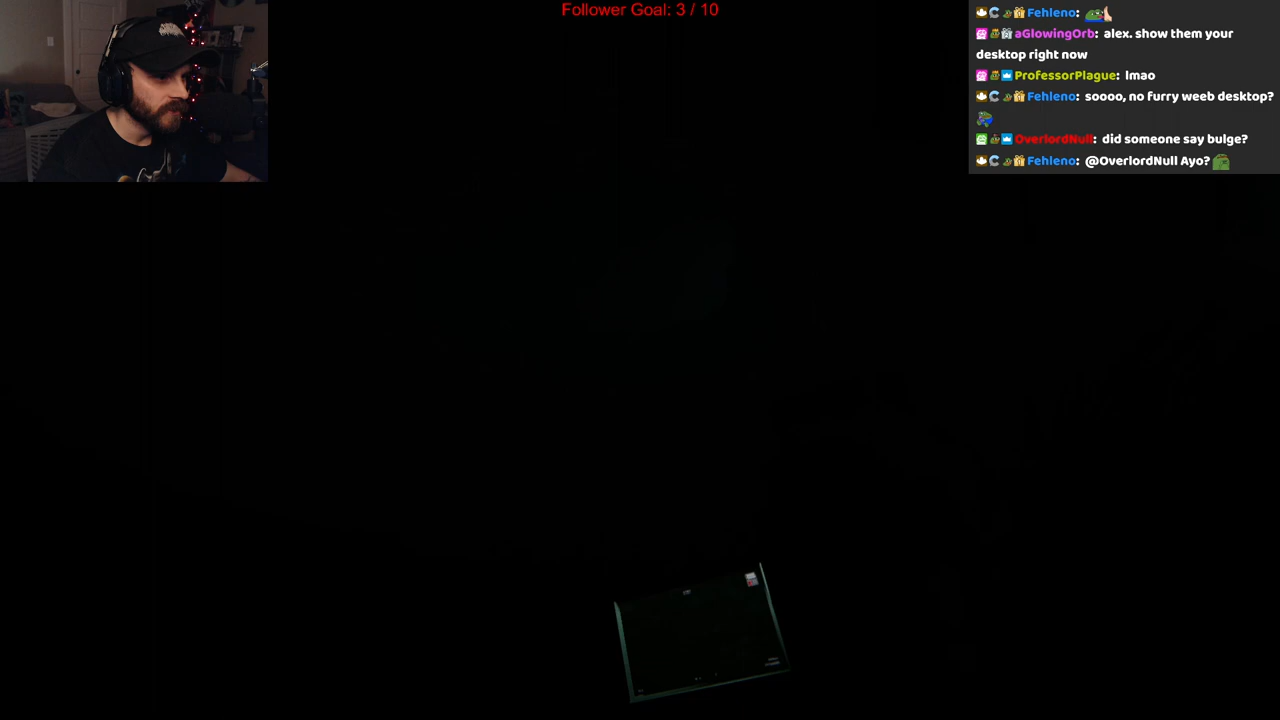 Follower Goal: 3 / 10
Fehleno:
aGlowingOrb: alex. show them your
desktop right now
ProfessorPlague: lmao
Fehleno: soooo, no furry weeb desktop?
OverlordNull: did someone say bulge?
Fehleno: @OverlordNull Ayo?